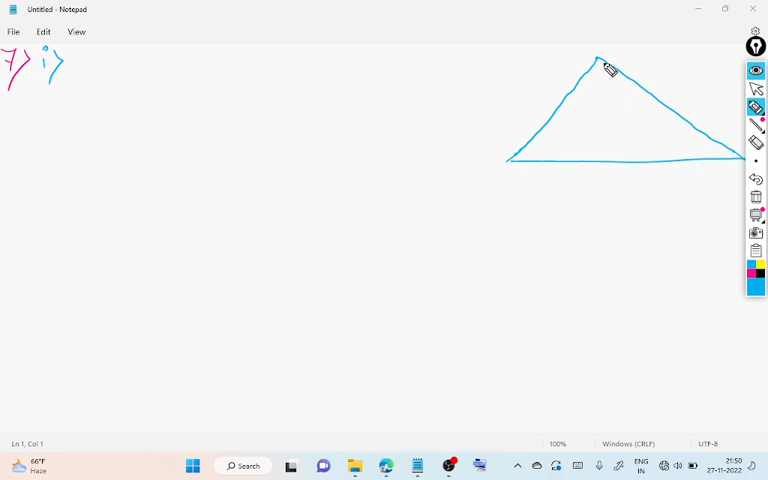 Untitled - Notepad
File Edit View
7) i)
Ln 1, Col 1 100% Windows (CRLF) UTF-8
66°F
Haze
Search
ENG
IN
21:50
27-11-2022